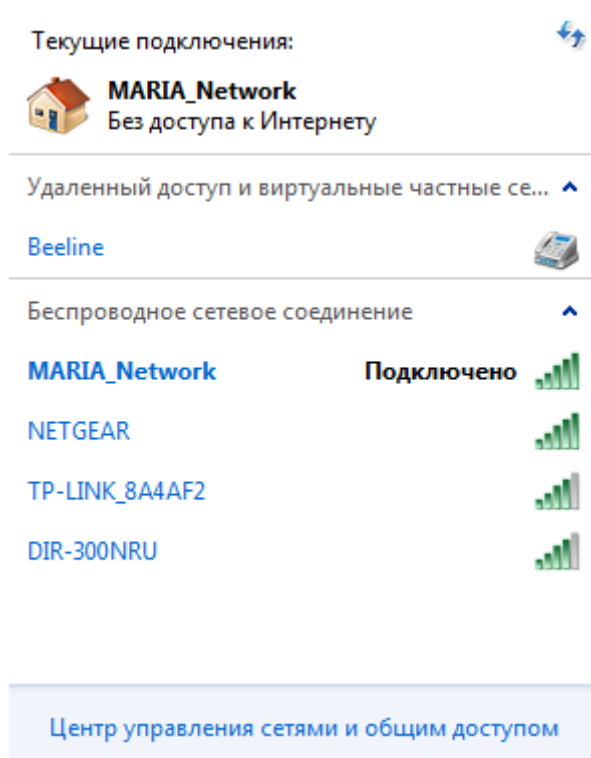 Текущие подключения:
MARIA_Network
Без доступа к Интернету
Удаленный доступ и виртуальные частные се...
Beeline
Беспроводное сетевое соединение
MARIA_Network Подключено
NETGEAR
TP-LINK_8A4AF2
DIR-300NRU
Центр управления сетями и общим доступом